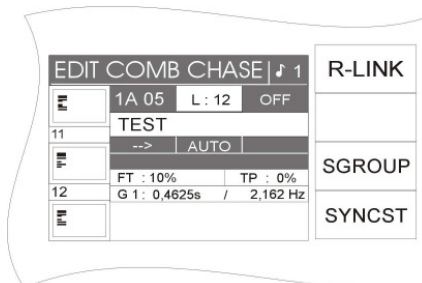 EDIT COMB CHASE ♪ 1
1A 05 L : 12 OFF
TEST
--> AUTO
FT : 10% TP : 0%
G 1 : 0,4625s / 2,162 Hz
11
12
R-LINK
SGROUP
SYNCST